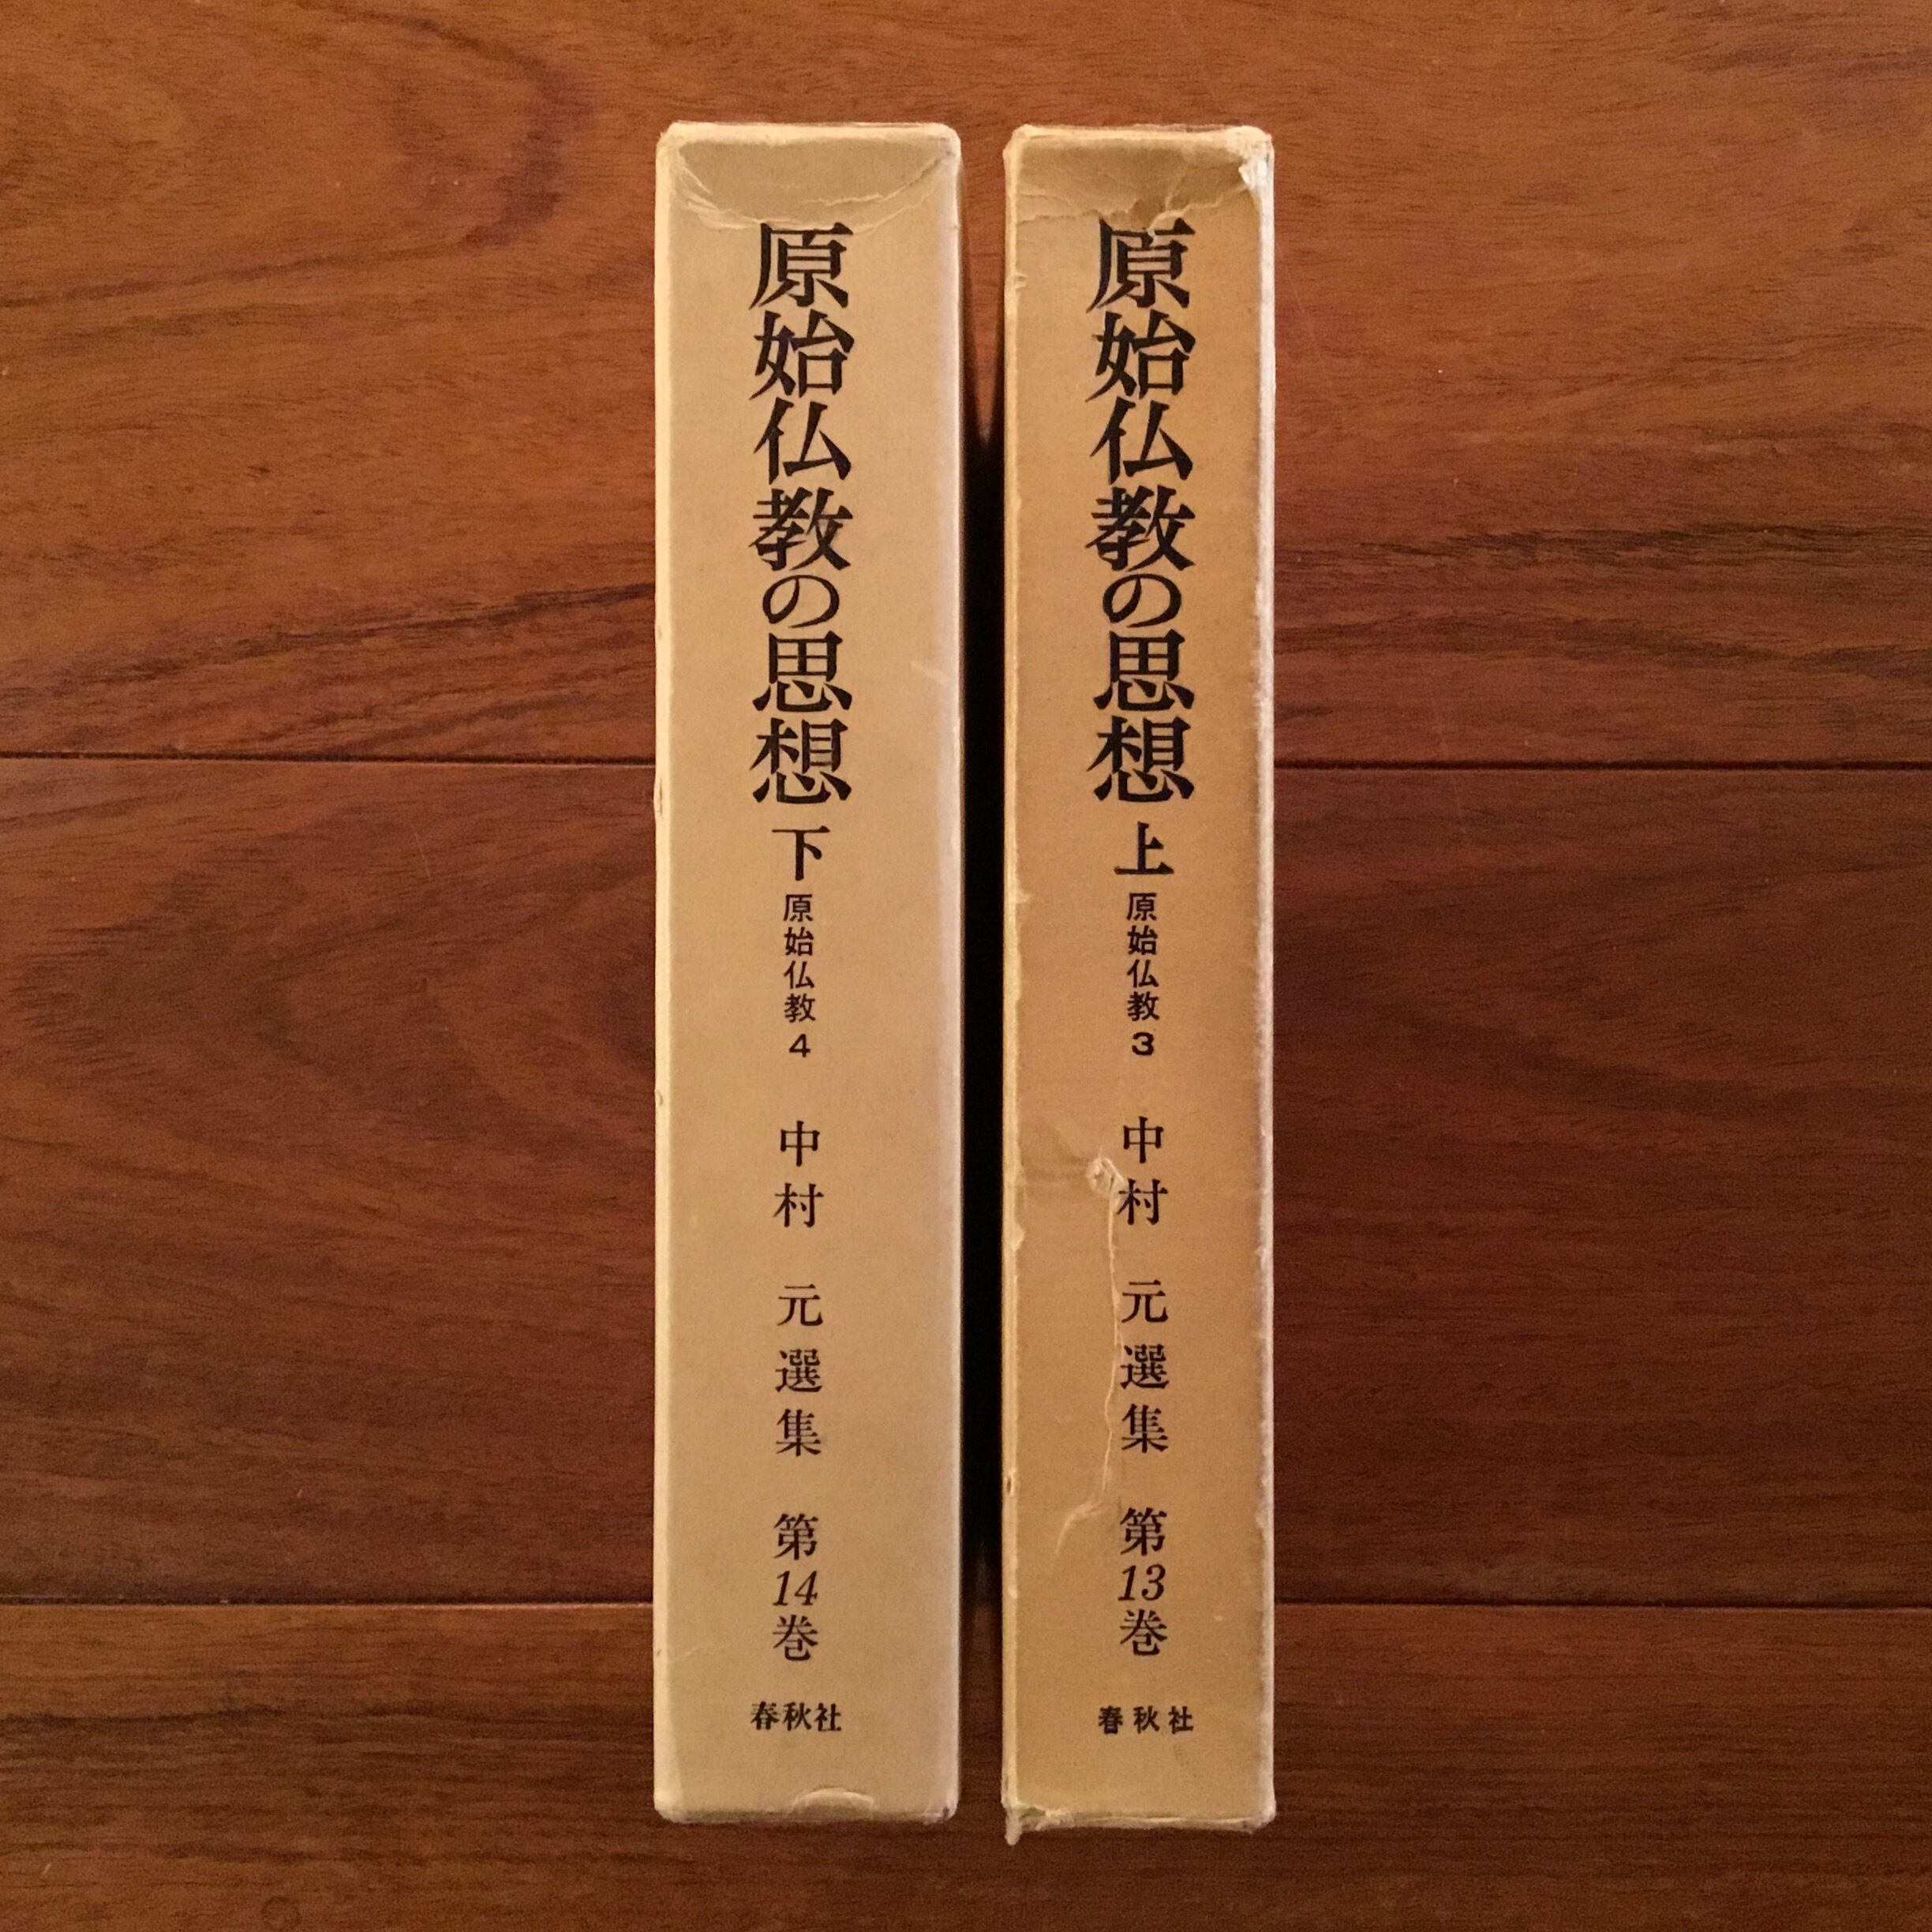 原始仏教の思想 上 原始仏教3 中村 元選集 第13巻
春秋社
原始仏教の思想 下 原始仏教4 中村 元選集 第14巻
春秋社